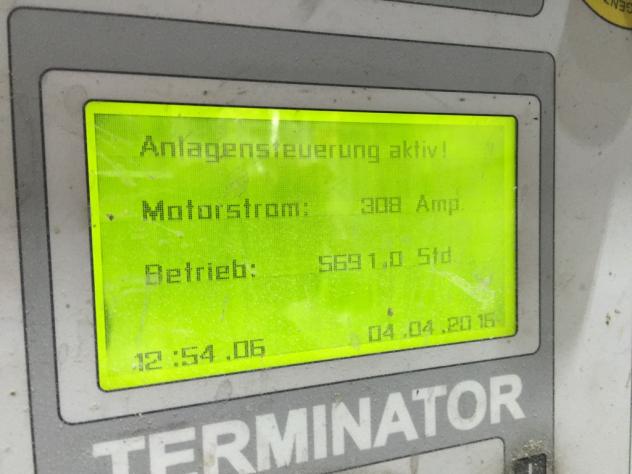 Anlagensteuerung aktiv!
Motorstrom: 308 Amp.
Betrieb: 5691,0 Std
12:54.06 04.04.2016
TERMINATOR